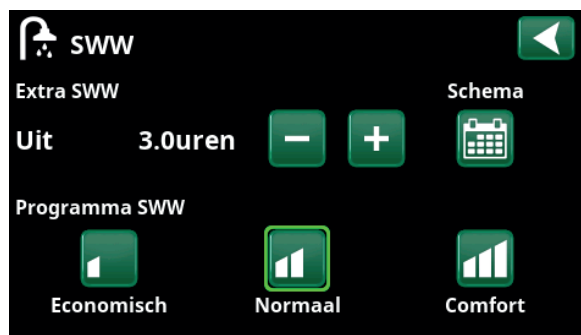 SWW
Extra SWW Schema
Uit 3.0uren
Programma SWW
Economisch Normaal Comfort